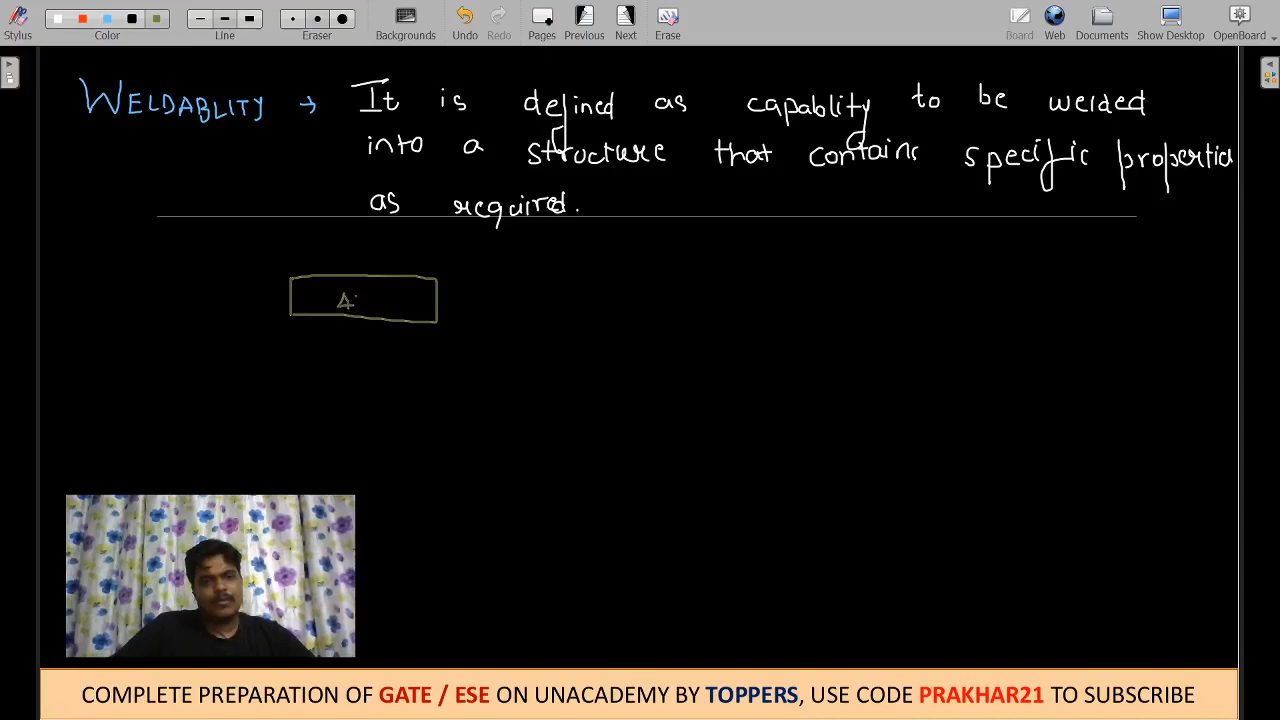 Stylus
Color
Line
Eraser
Backgrounds
Undo
Redo
Pages
Previous
Next
Erase
Board
Web
Documents
Show Desktop
OpenBoard
WELDABLITY → It is defined as capablity to be welded
into a structure that contains specific propertie
as required.
4
COMPLETE PREPARATION OF GATE / ESE ON UNACADEMY BY TOPPERS, USE CODE PRAKHAR21 TO SUBSCRIBE